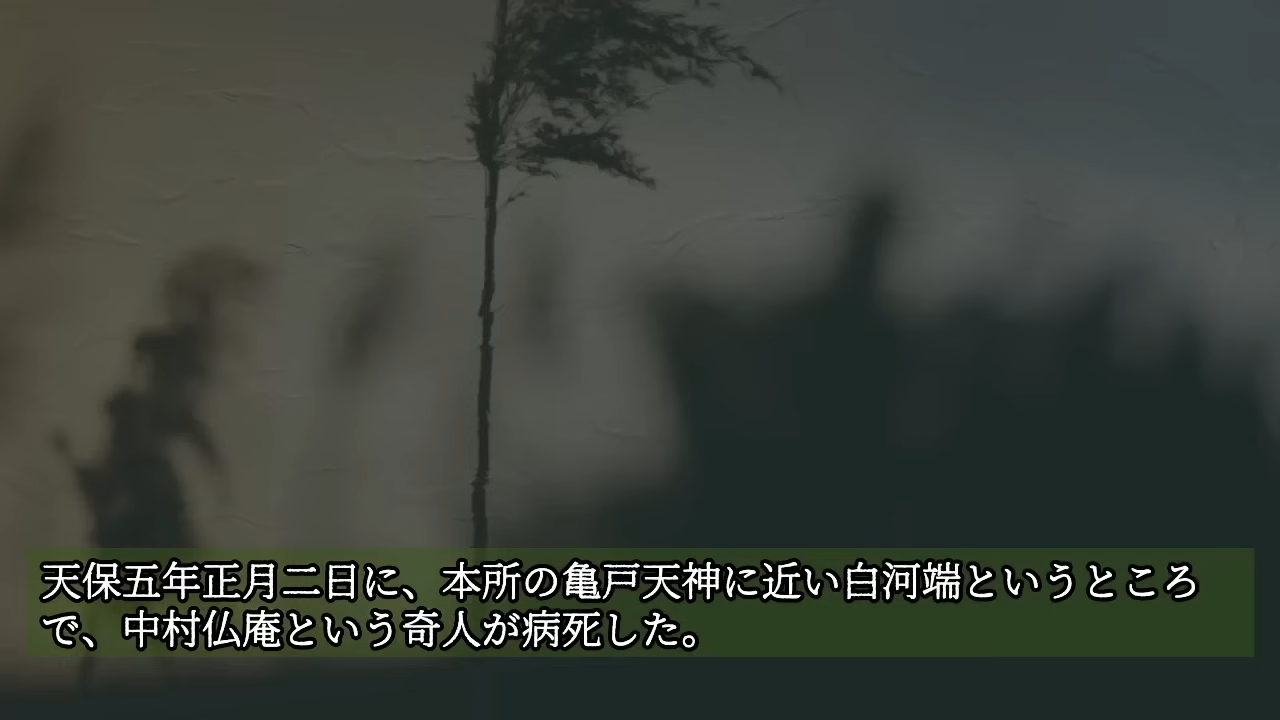 天保五年正月二日に、本所の亀戸天神に近い白河端というところ
で、中村仏庵という奇人が病死した。